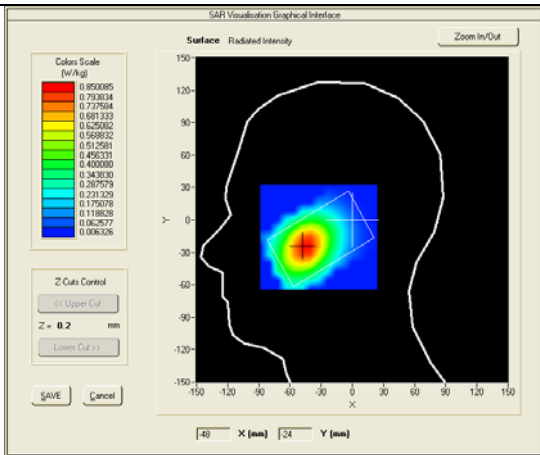 SAR Visualisation Graphical Interface
Surface Radiated Intensity
Zoom In/Out
Colors Scale
(W/kg)
0.850085
0.793834
0.737584
0.681333
0.625082
0.568832
0.512581
0.456331
0.400080
0.343830
0.287579
0.231329
0.175078
0.118828
0.062577
0.006326
Z Cuts Control
<< Upper Cut
Z = 0.2 mm
Lower Cut >>
SAVE Cancel
150
120
90
60
30
0
-30
-60
-90
-120
-150
Y
-150 -120 -90 -60 -30 0 30 60 90 120 150
X
-48 X (mm) -24 Y (mm)